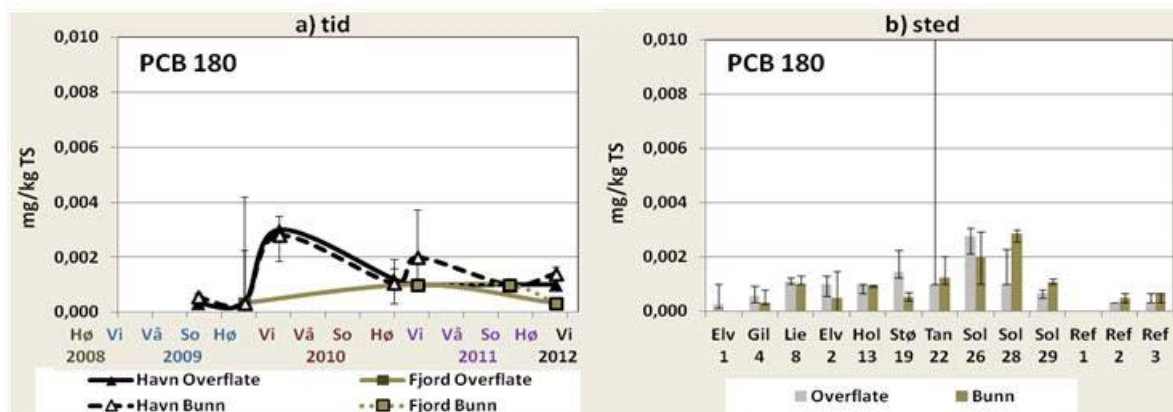 a) tid
PCB 180
mg/kg TS
0,010
0,008
0,006
0,004
0,002
0,000
Hø Vi Vå So Hø Vi Vå Hø Vi Vå So Hø Vi
2008 2009 2010 2011 2012
Havn Overflate Fjord Overflate
Havn Bunn Fjord Bunn
b) sted
PCB 180
mg/kg TS
0,010
0,008
0,006
0,004
0,002
0,000
Elv Gil Lie Elv Hol Stø Tan Sol Sol Sol Ref Ref Ref
1 4 8 2 13 19 22 26 28 29 1 2 3
Overflate Bunn